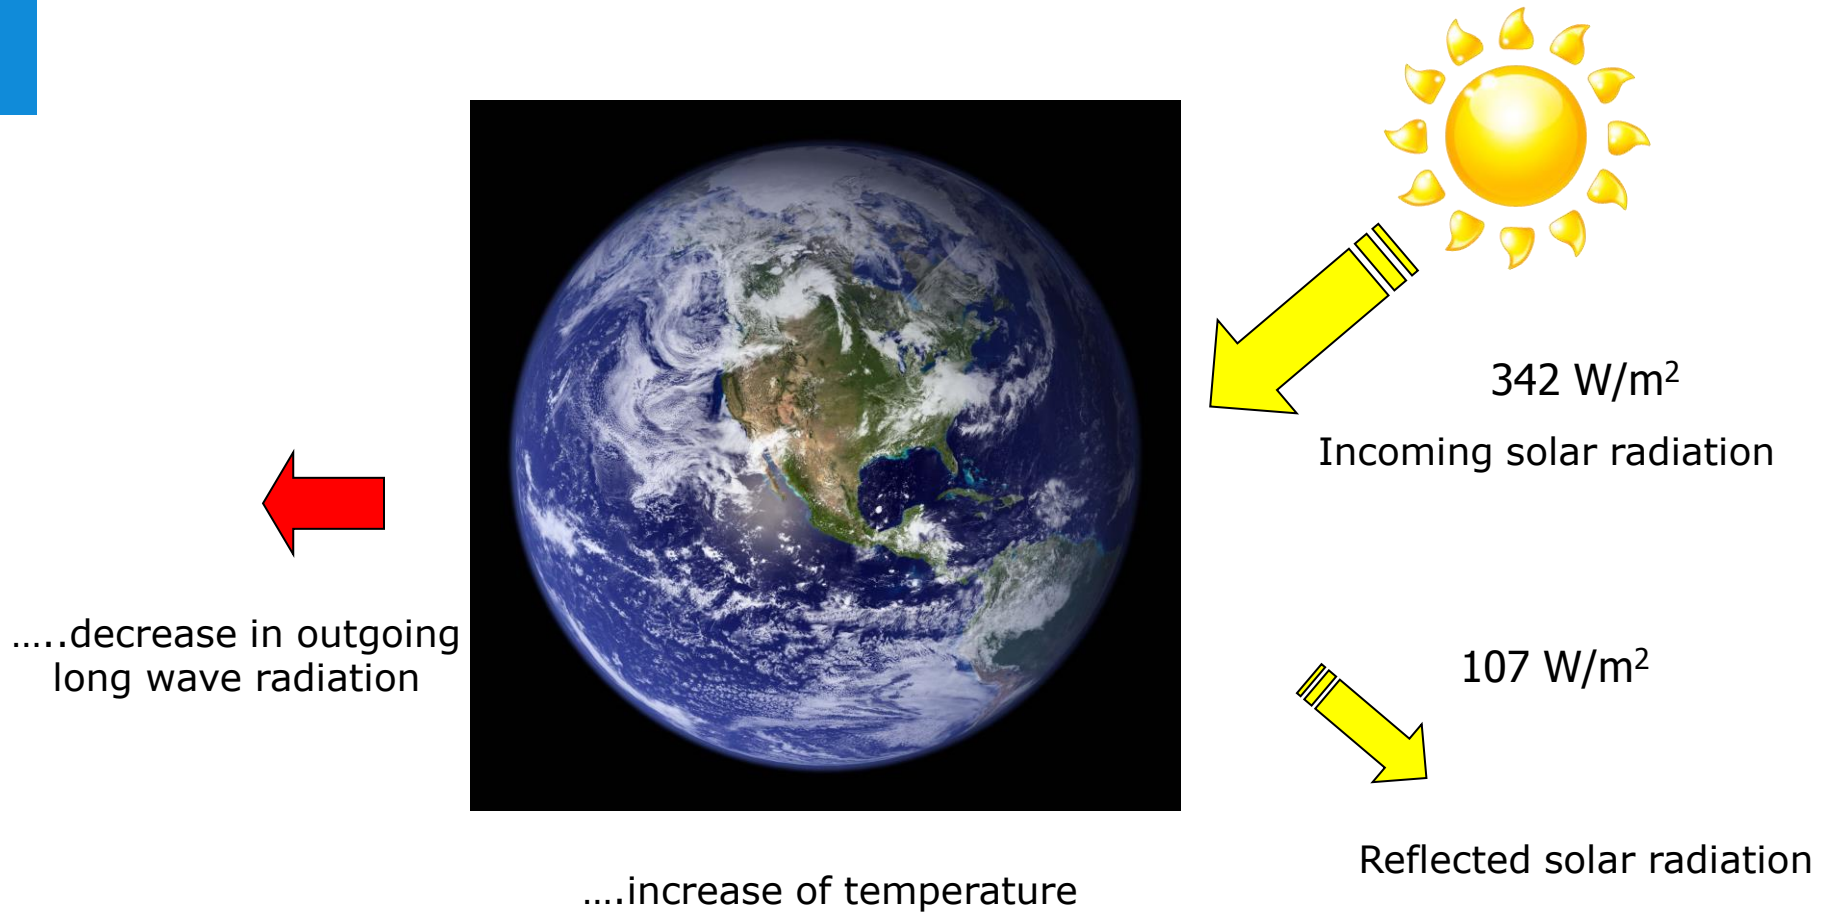 342 W/m²
Incoming solar radiation
…..decrease in outgoing
long wave radiation
107 W/m²
Reflected solar radiation
….increase of temperature